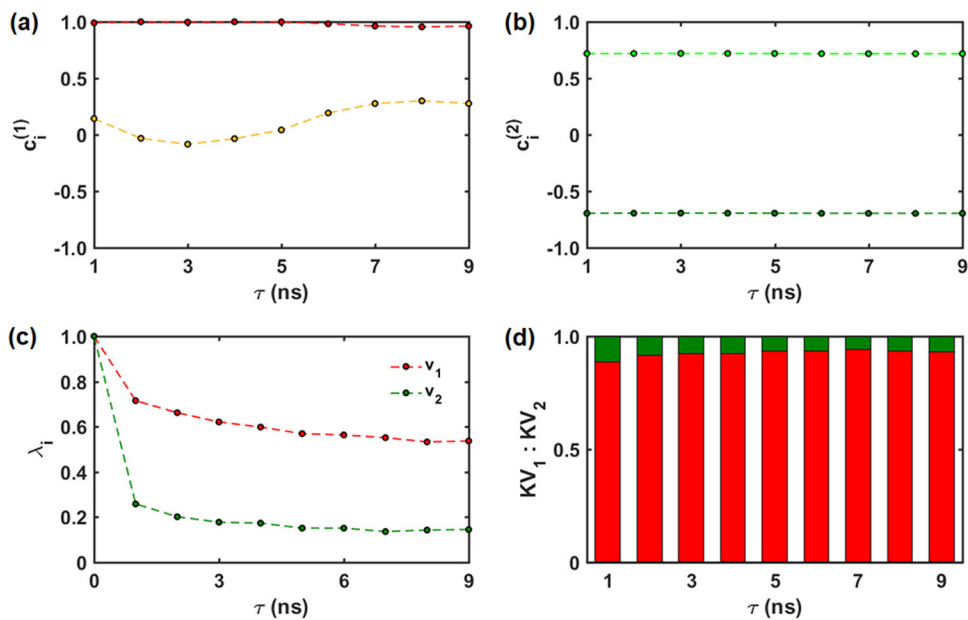 (a)
1.0
0.5
0
-0.5
-1.0
c_i^(1)
1 3 5 7 9
τ (ns)
(b)
1.0
0.5
0
-0.5
-1.0
c_i^(2)
1 3 5 7 9
τ (ns)
(c)
1.0
0.8
0.6
0.4
0.2
0
λ_i
v_1
v_2
0 3 6 9
τ (ns)
(d)
1.0
0.5
0
KV_1 : KV_2
1 3 5 7 9
τ (ns)